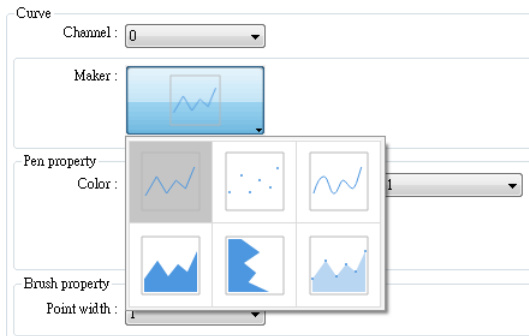 Curve
Channel : 0
Maker :
Pen property
Color : 1
Brush property
Point width : 1